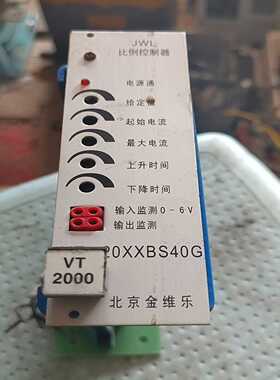 JWL
比例控制器
电源通
给定值
起始电流
最大电流
上升时间
下降时间
输入监测0-6V
输出监测
20XXBS40G
VT
2000
北京金维乐